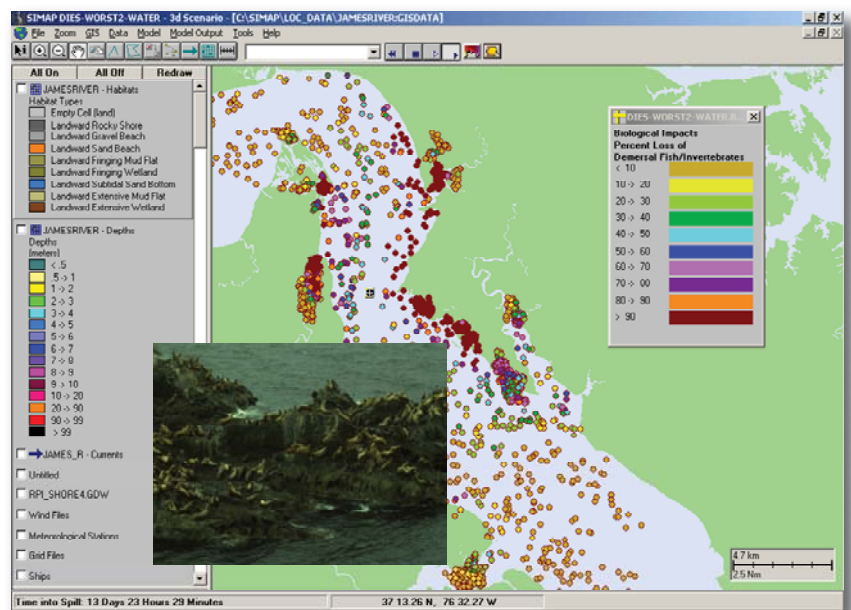 SIMAP DIES-WORST2-WATER - 3d Scenario - [C:\SIMAP\LOC_DATA\JAMESRIVER::GISDATA]
File Zoom GIS Data Model Model Output Tools Help
All On All Off Redraw
JAMESRIVER - Habitats
Habitat Types
Empty Cell (land)
Landward Rocky Shore
Landward Gravel Beach
Landward Sand Beach
Landward Fringing Mud Flat
Landward Fringing Wetland
Landward Subtidal Sand Bottom
Landward Extensive Mud Flat
Landward Extensive Wetland
JAMESRIVER - Depths
Depths
(meters)
< .5
.5 -> 1
1 -> 2
2 -> 3
3 -> 4
4 -> 5
5 -> 6
6 -> 7
7 -> 8
8 -> 9
9 -> 10
10 -> 20
20 -> 90
90 -> 99
> 99
JAMES_R - Currents
Untitled
RPI_SHORE4.GDW
Wind Files
Meteorological Stations
Grid Files
Ships
DIES-WORST2-WATER
Biological Impacts
Percent Loss of
Demersal Fish/Invertebrates
< 10
10 -> 20
20 -> 30
30 -> 40
40 -> 50
50 -> 60
60 -> 70
70 -> 00
80 -> 90
> 90
4.7 km
2.5 Nm
Time into Spill: 13 Days 23 Hours 29 Minutes
37 13.26 N, 76 32.27 W